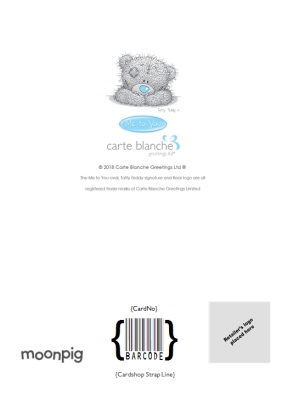 Me to You
carte blanche
greetings ltd
© 2018 Carte Blanche Greetings Ltd ®
The Me to You oval, Tatty Teddy signature and Bear logo are all
registered trade marks of Carte Blanche Greetings Limited
{CardNo}
{BARCODE}
Retailer's logo
placed here
moonpig
{Cardshop Strap Line}